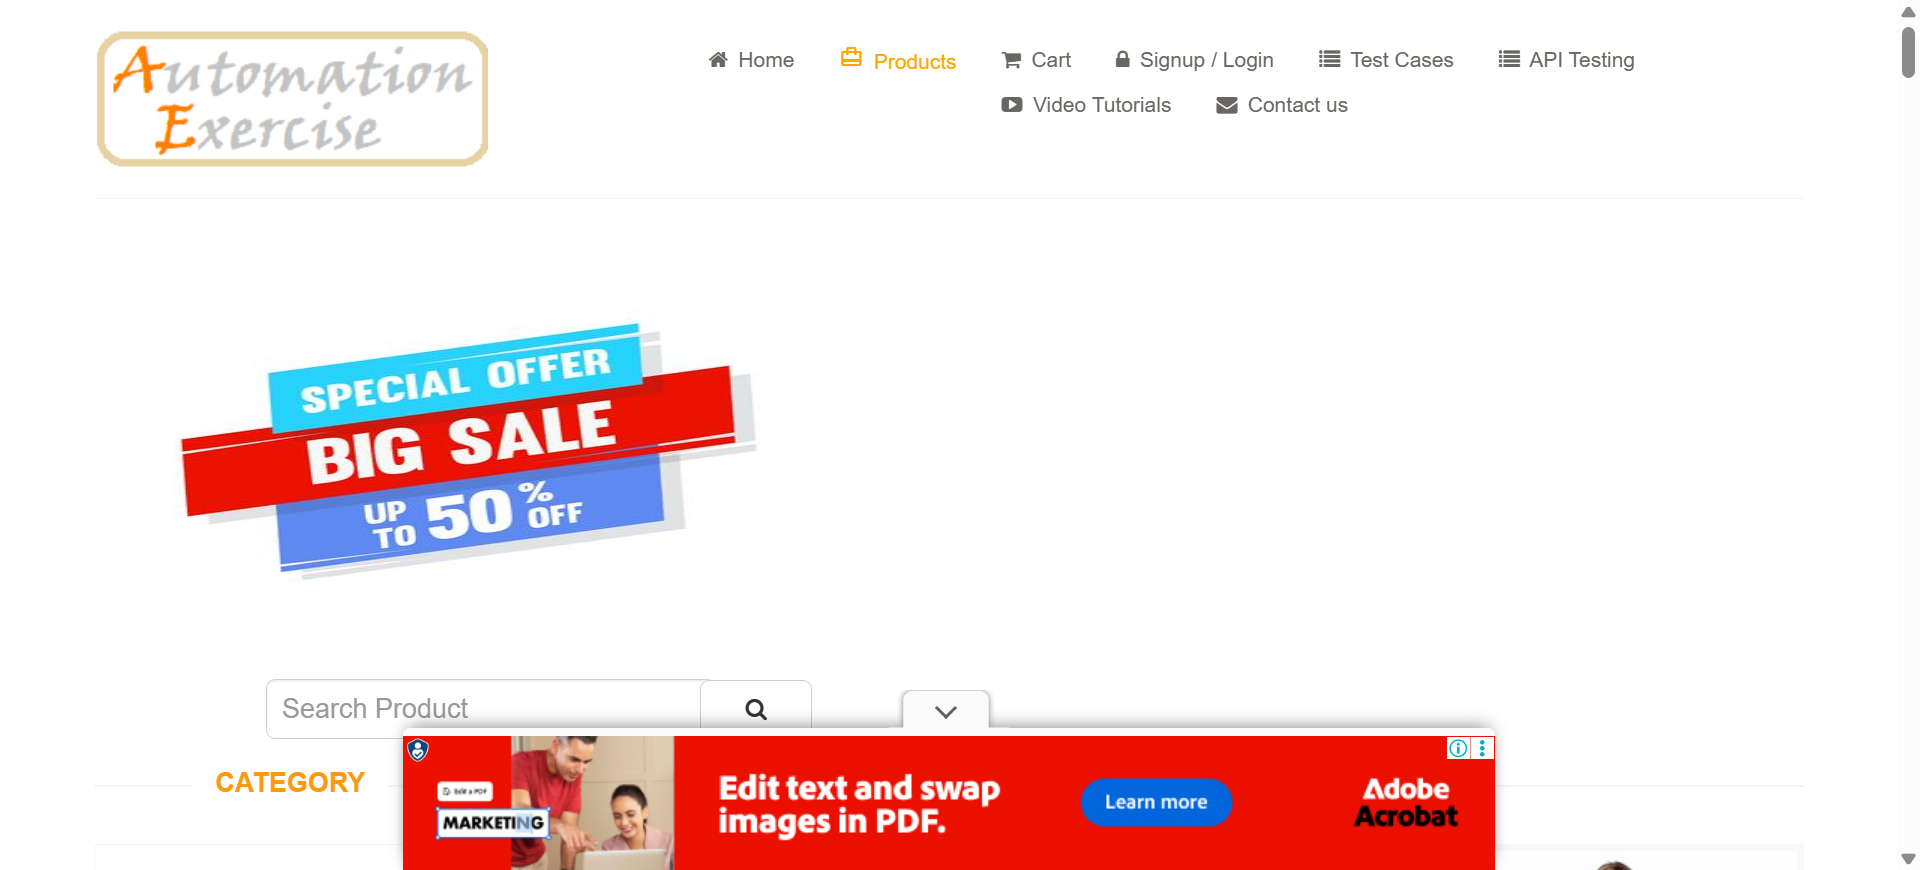 Automation
Exercise
Home
Products
Cart
Signup / Login
Test Cases
API Testing
Video Tutorials
Contact us
SPECIAL OFFER
BIG SALE
UP TO 50% OFF
Search Product
CATEGORY
Edit a PDF
MARKETING
Edit text and swap
images in PDF.
Learn more
Adobe
Acrobat